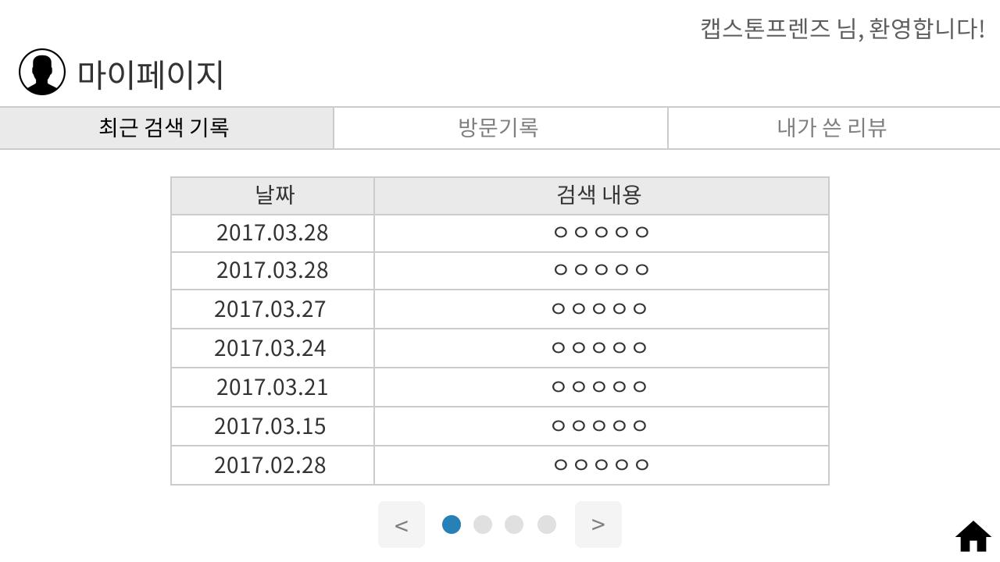 캡스톤프렌즈 님, 환영합니다!
마이페이지
최근 검색 기록 방문기록 내가 쓴 리뷰
날짜 검색 내용
2017.03.28 ㅇㅇㅇㅇㅇ
2017.03.28 ㅇㅇㅇㅇㅇ
2017.03.27 ㅇㅇㅇㅇㅇ
2017.03.24 ㅇㅇㅇㅇㅇ
2017.03.21 ㅇㅇㅇㅇㅇ
2017.03.15 ㅇㅇㅇㅇㅇ
2017.02.28 ㅇㅇㅇㅇㅇ
< >